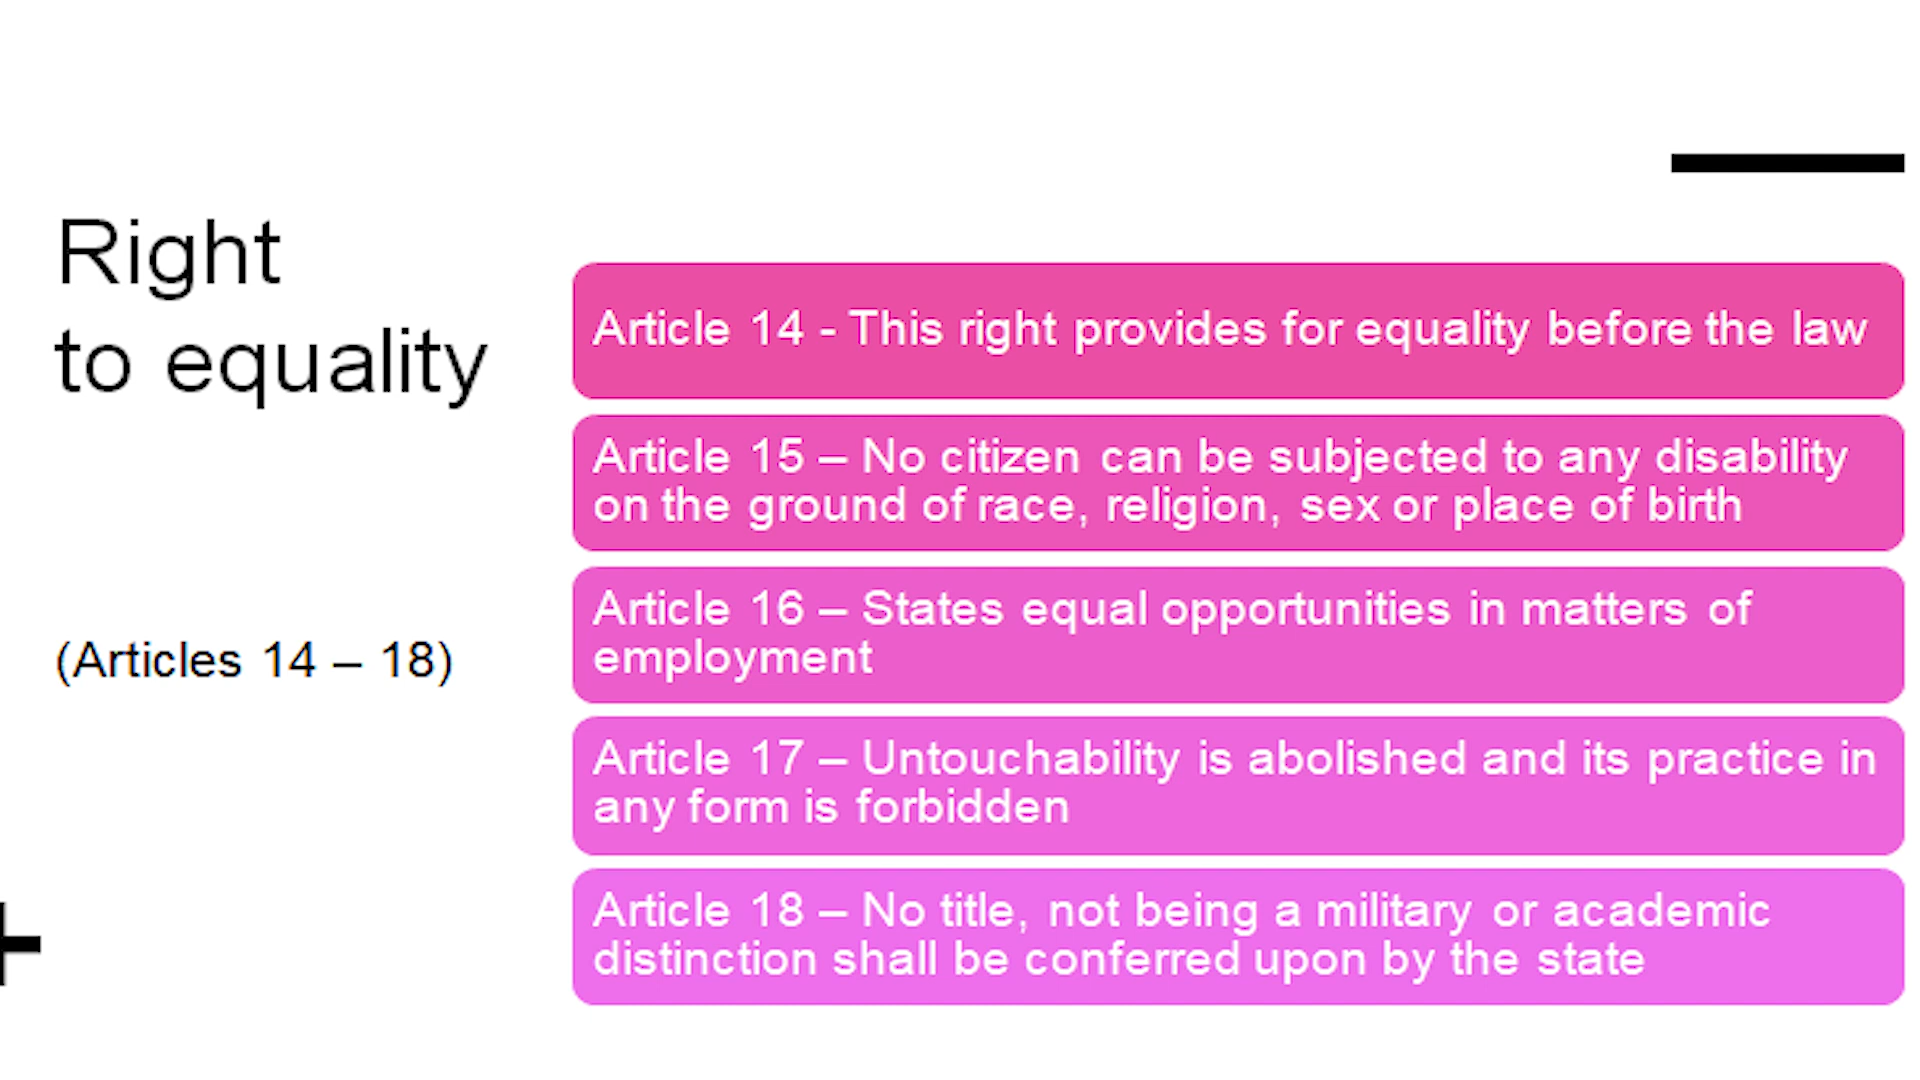 Right
to equality
(Articles 14 – 18)
Article 14 - This right provides for equality before the law
Article 15 – No citizen can be subjected to any disability
on the ground of race, religion, sex or place of birth
Article 16 – States equal opportunities in matters of
employment
Article 17 – Untouchability is abolished and its practice in
any form is forbidden
Article 18 – No title, not being a military or academic
distinction shall be conferred upon by the state